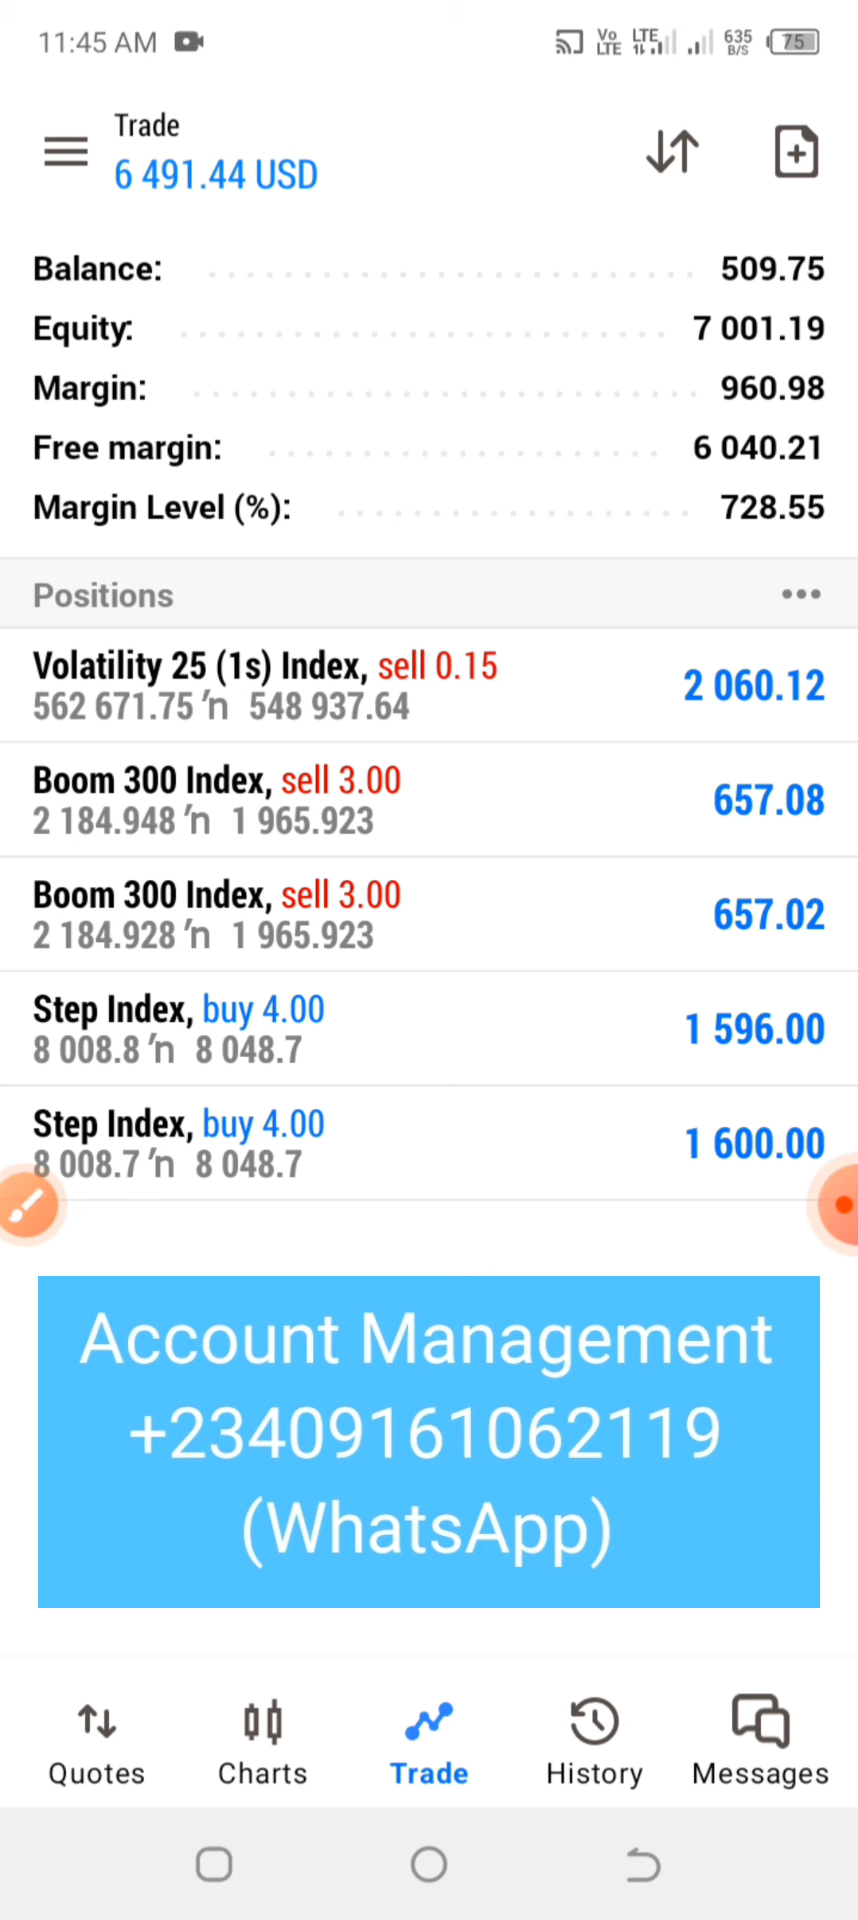 11:45 AM Vo LTE LTE 635 B/S 75
Trade
6 491.44 USD
Balance: 509.75
Equity: 7 001.19
Margin: 960.98
Free margin: 6 040.21
Margin Level (%): 728.55
Positions
Volatility 25 (1s) Index, sell 0.15
562 671.75 'n 548 937.64
2 060.12
Boom 300 Index, sell 3.00
2 184.948 'n 1 965.923
657.08
Boom 300 Index, sell 3.00
2 184.928 'n 1 965.923
657.02
Step Index, buy 4.00
8 008.8 'n 8 048.7
1 596.00
Step Index, buy 4.00
8 008.7 'n 8 048.7
1 600.00
Account Management
+23409161062119
(WhatsApp)
Quotes Charts Trade History Messages